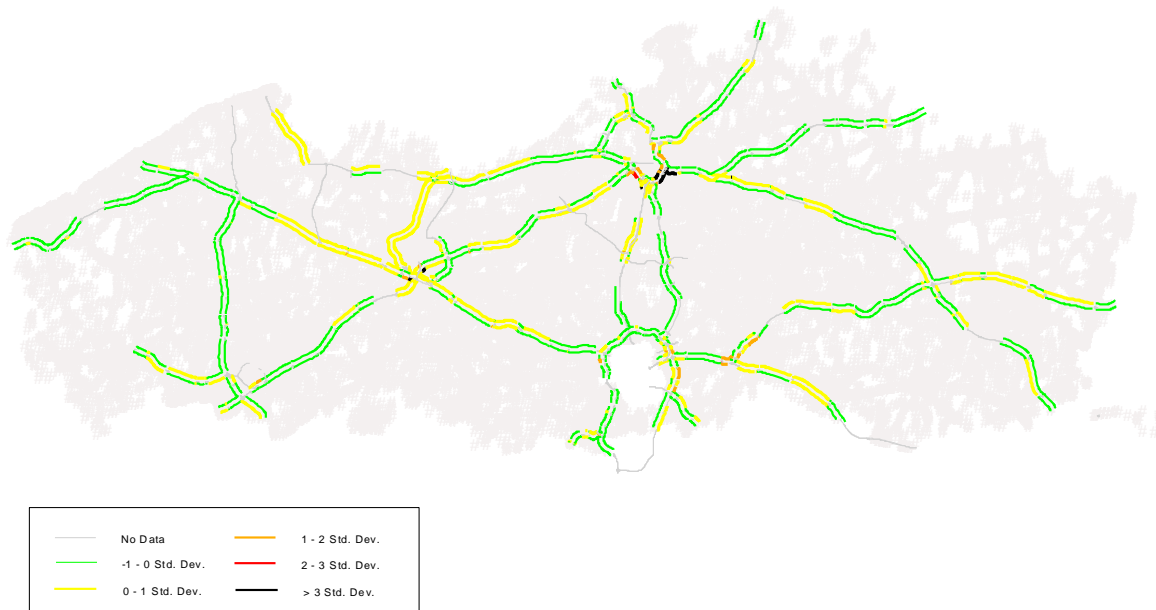 No Data
-1 - 0 Std. Dev.
0 - 1 Std. Dev.
1 - 2 Std. Dev.
2 - 3 Std. Dev.
> 3 Std. Dev.